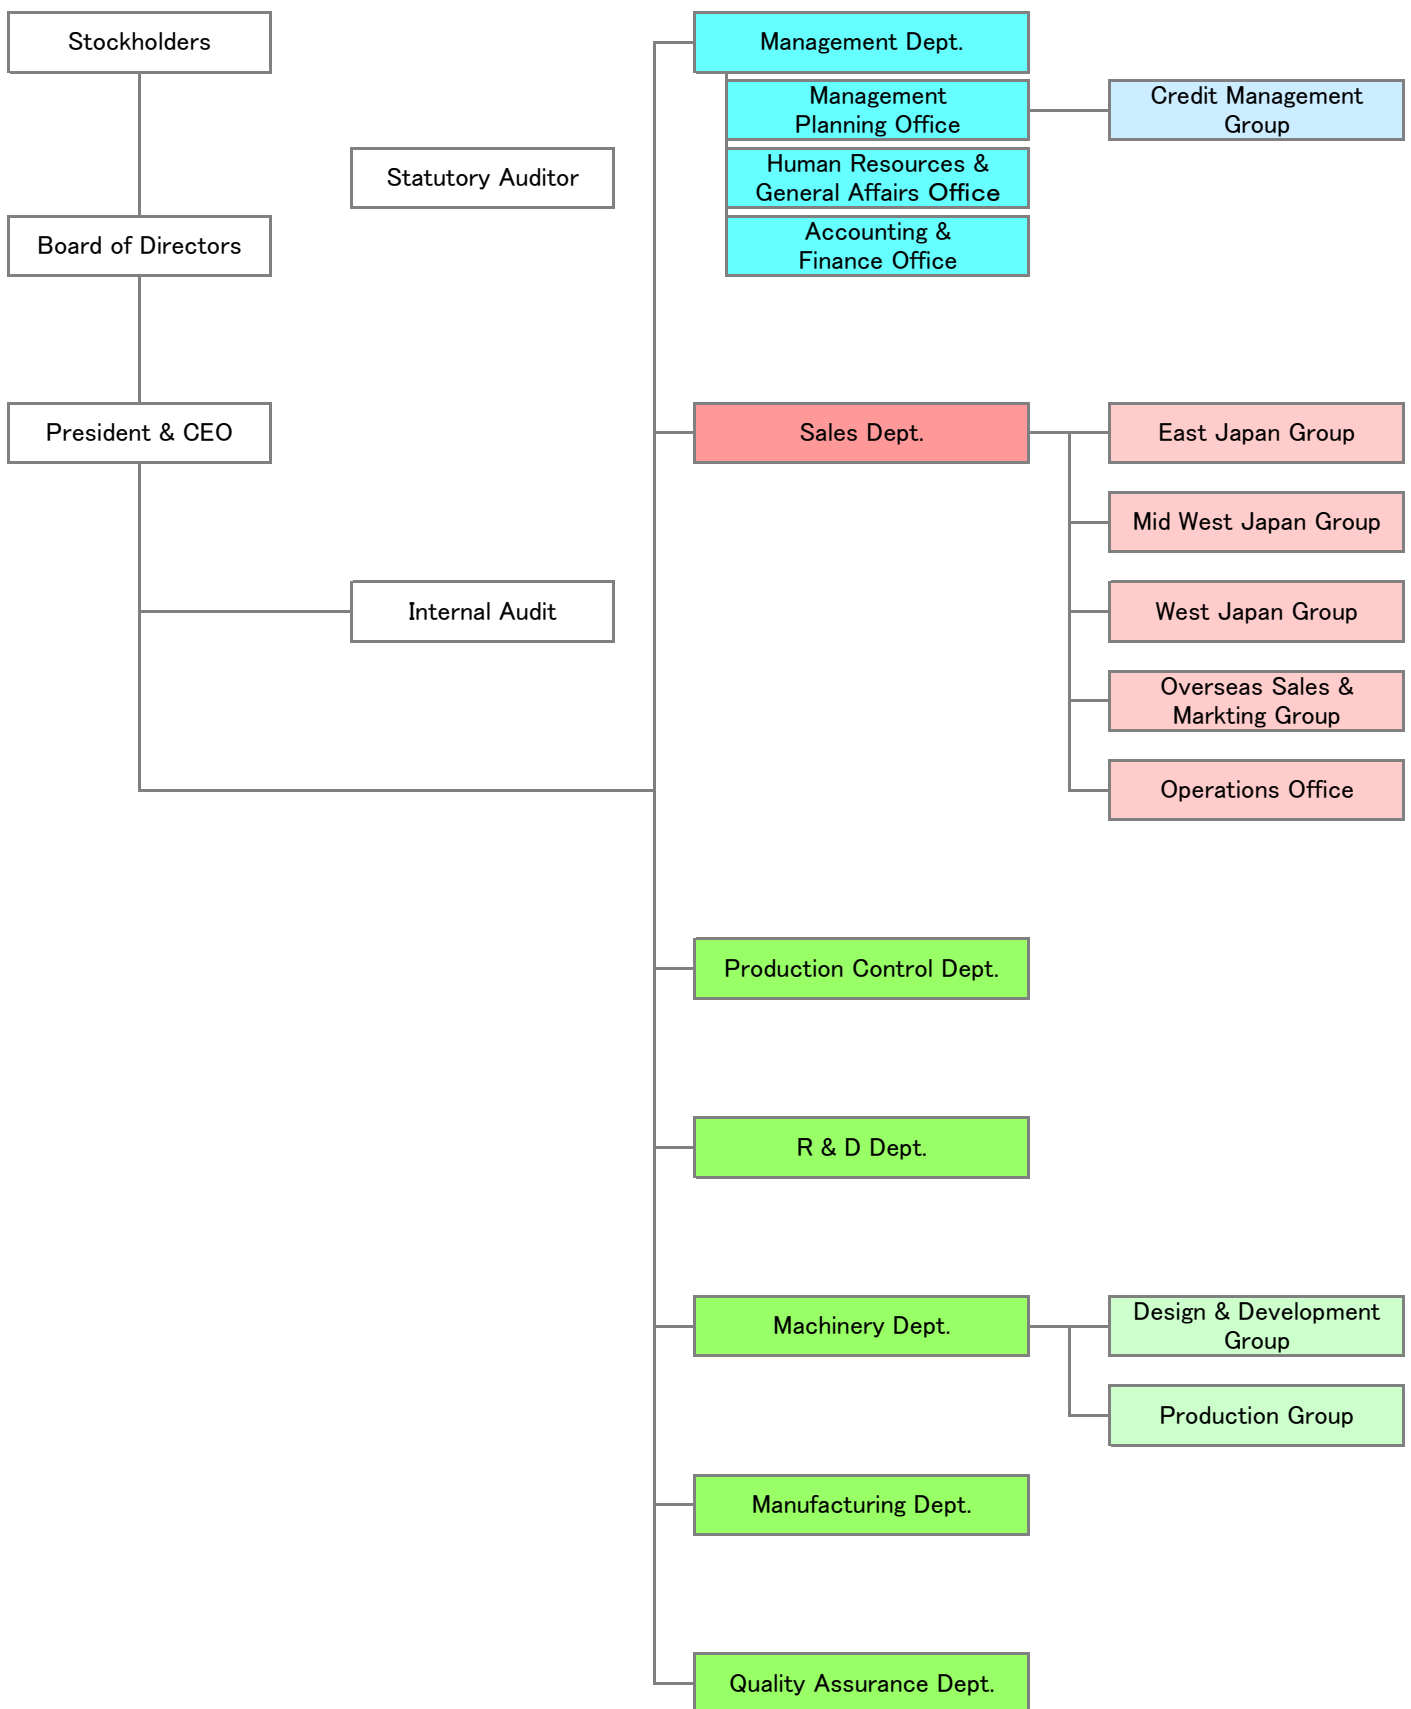 Stockholders
Management Dept.
Management
Planning Office
Credit Management
Group
Statutory Auditor
Human Resources &
General Affairs Office
Board of Directors
Accounting &
Finance Office
President & CEO
Sales Dept.
East Japan Group
Mid West Japan Group
Internal Audit
West Japan Group
Overseas Sales &
Markting Group
Operations Office
Production Control Dept.
R & D Dept.
Machinery Dept.
Design & Development
Group
Production Group
Manufacturing Dept.
Quality Assurance Dept.